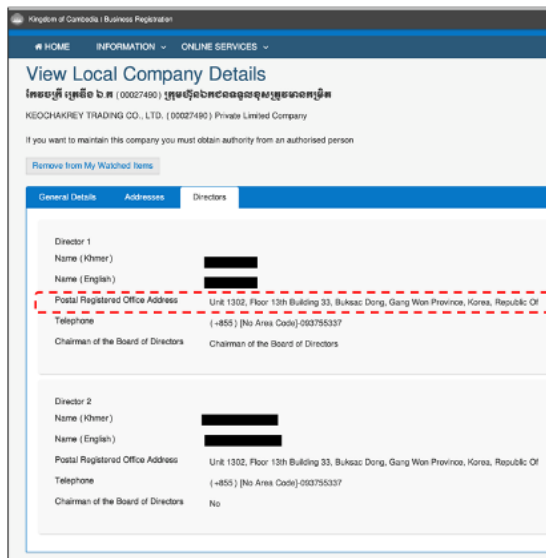 Kingdom of Cambodia : Business Registration
HOME INFORMATION ONLINE SERVICES
View Local Company Details
(00027490)
KEOCHAKREY TRADING CO., LTD. (00027490) Private Limited Company
If you want to maintain this company you must obtain authority from an authorised person
Remove from My Watched Items
General Details Addresses Directors
Director 1
Name (Khmer)
Name (English)
Postal Registered Office Address Unit 1302, Floor 13th Building 33, Buksac Dong, Gang Won Province, Korea, Republic Of
Telephone (+855) [No Area Code]-093755337
Chairman of the Board of Directors Chairman of the Board of Directors
Director 2
Name (Khmer)
Name (English)
Postal Registered Office Address Unit 1302, Floor 13th Building 33, Buksac Dong, Gang Won Province, Korea, Republic Of
Telephone (+855) [No Area Code]-093755337
Chairman of the Board of Directors No